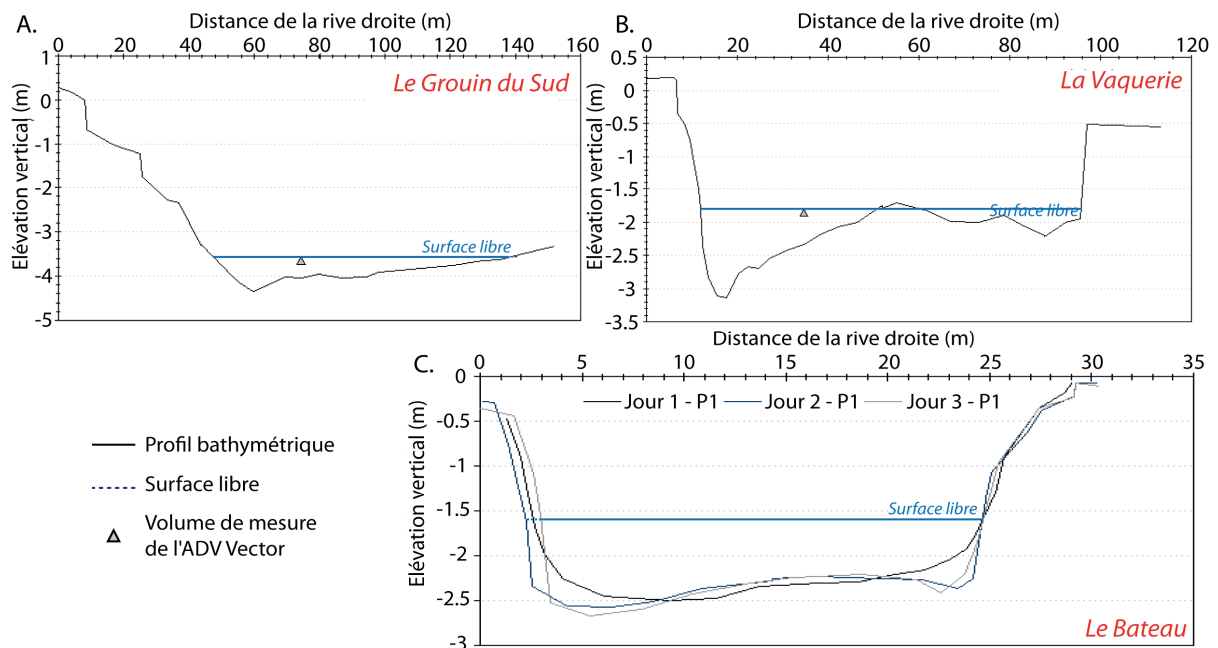 Distance de la rive droite (m)
A.
0 20 40 60 80 100 120 140 160
1
0
-1
-2
-3
-4
-5
Elévation vertical (m)
Le Grouin du Sud
Surface libre
Distance de la rive droite (m)
B.
0 20 40 60 80 100 120
0.5
0
-0.5
-1
-1.5
-2
-2.5
-3
-3.5
Elévation vertical (m)
La Vaquerie
Surface libre
Distance de la rive droite (m)
C.
0 5 10 15 20 25 30 35
0
-0.5
-1
-1.5
-2
-2.5
-3
Elévation vertical (m)
Jour 1 - P1 Jour 2 - P1 Jour 3 - P1
Surface libre
Le Bateau
Profil bathymétrique
Surface libre
Volume de mesure
de l'ADV Vector